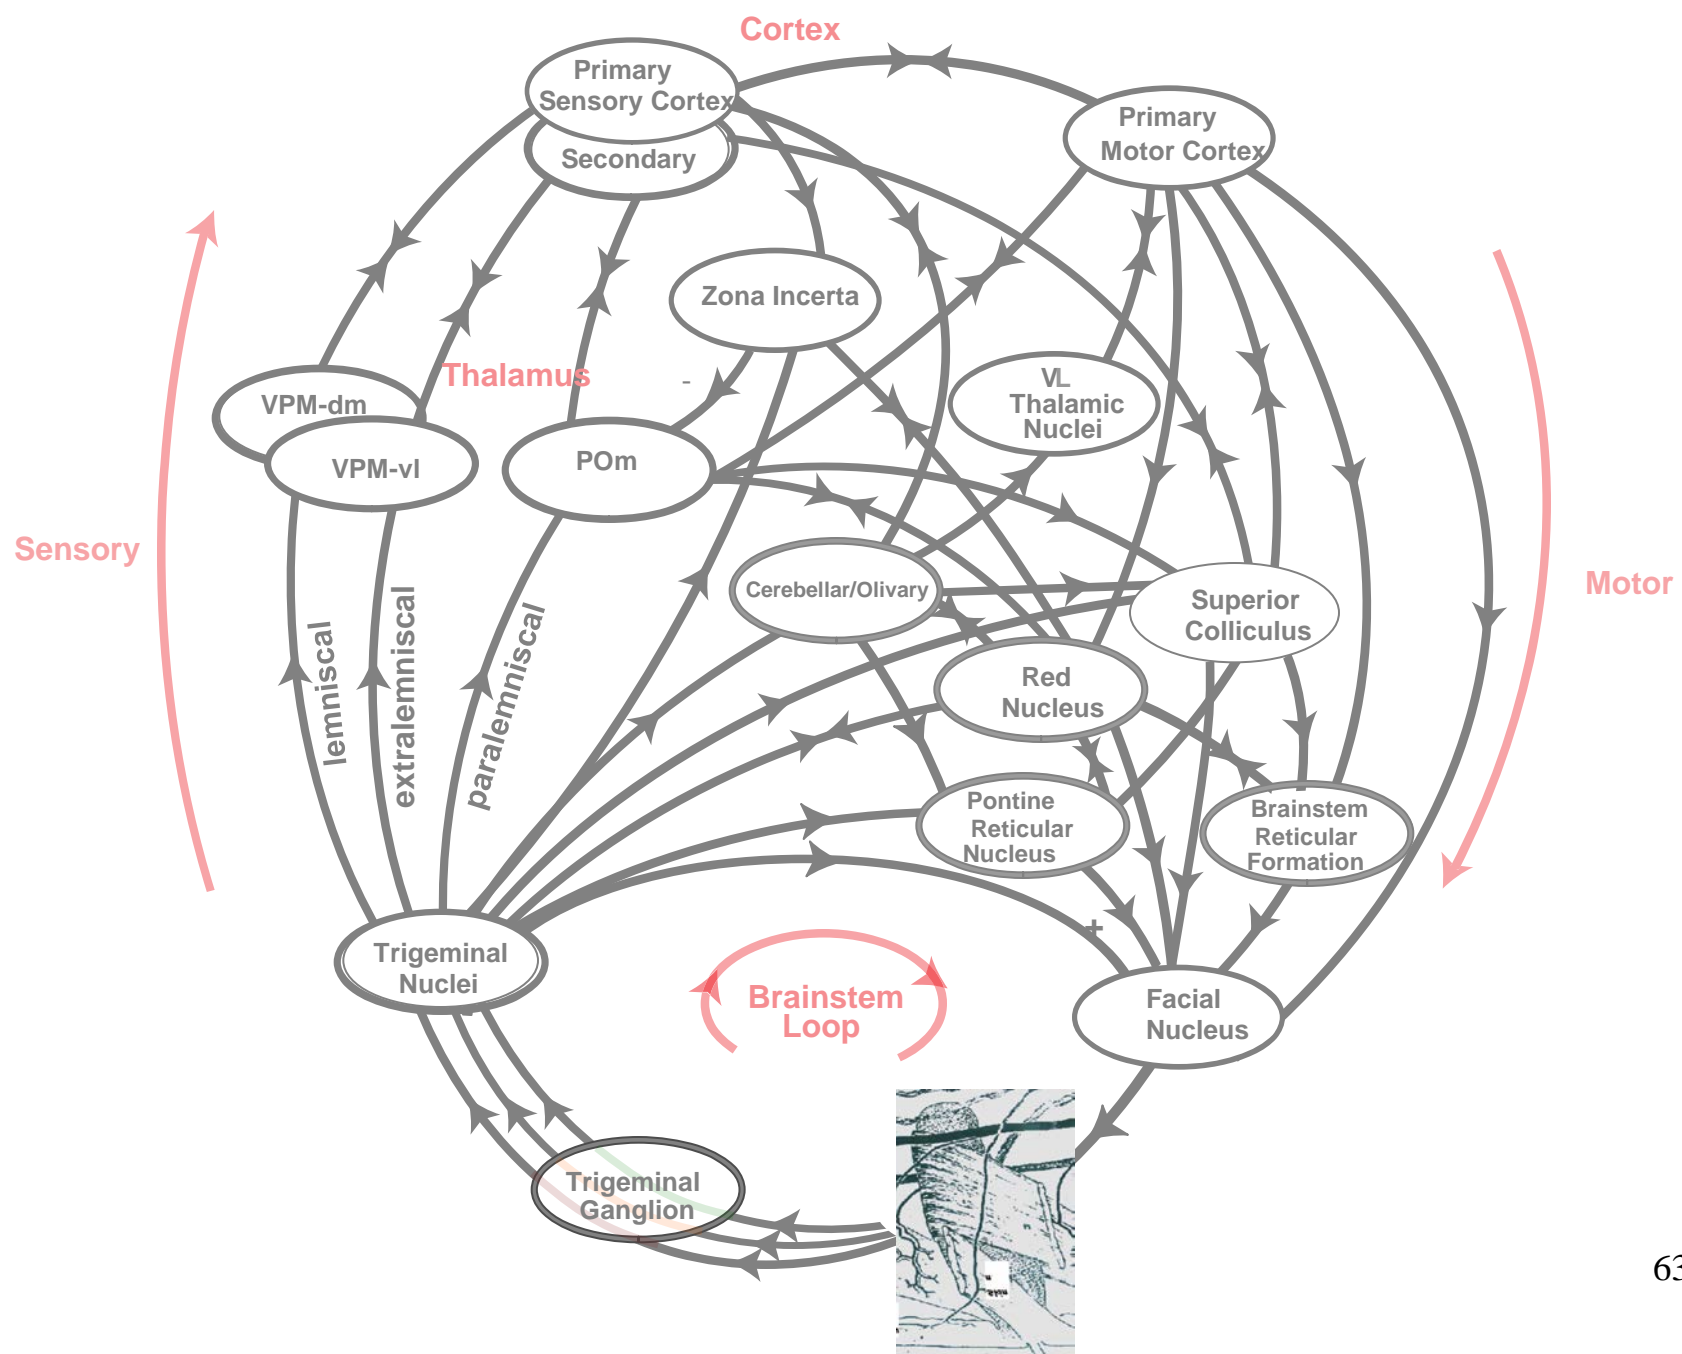 Cortex
Primary
Sensory Cortex
Secondary
Primary
Motor Cortex
Zona Incerta
Thalamus
-
VPM-dm
VPM-vl
POm
VL
Thalamic
Nuclei
Sensory
Motor
Cerebellar/Olivary
Superior
Colliculus
lemniscal
extralemniscal
paralemniscal
Red
Nucleus
Pontine
Reticular
Nucleus
Brainstem
Reticular
Formation
+
Trigeminal
Nuclei
Brainstem
Loop
Facial
Nucleus
Trigeminal
Ganglion
63